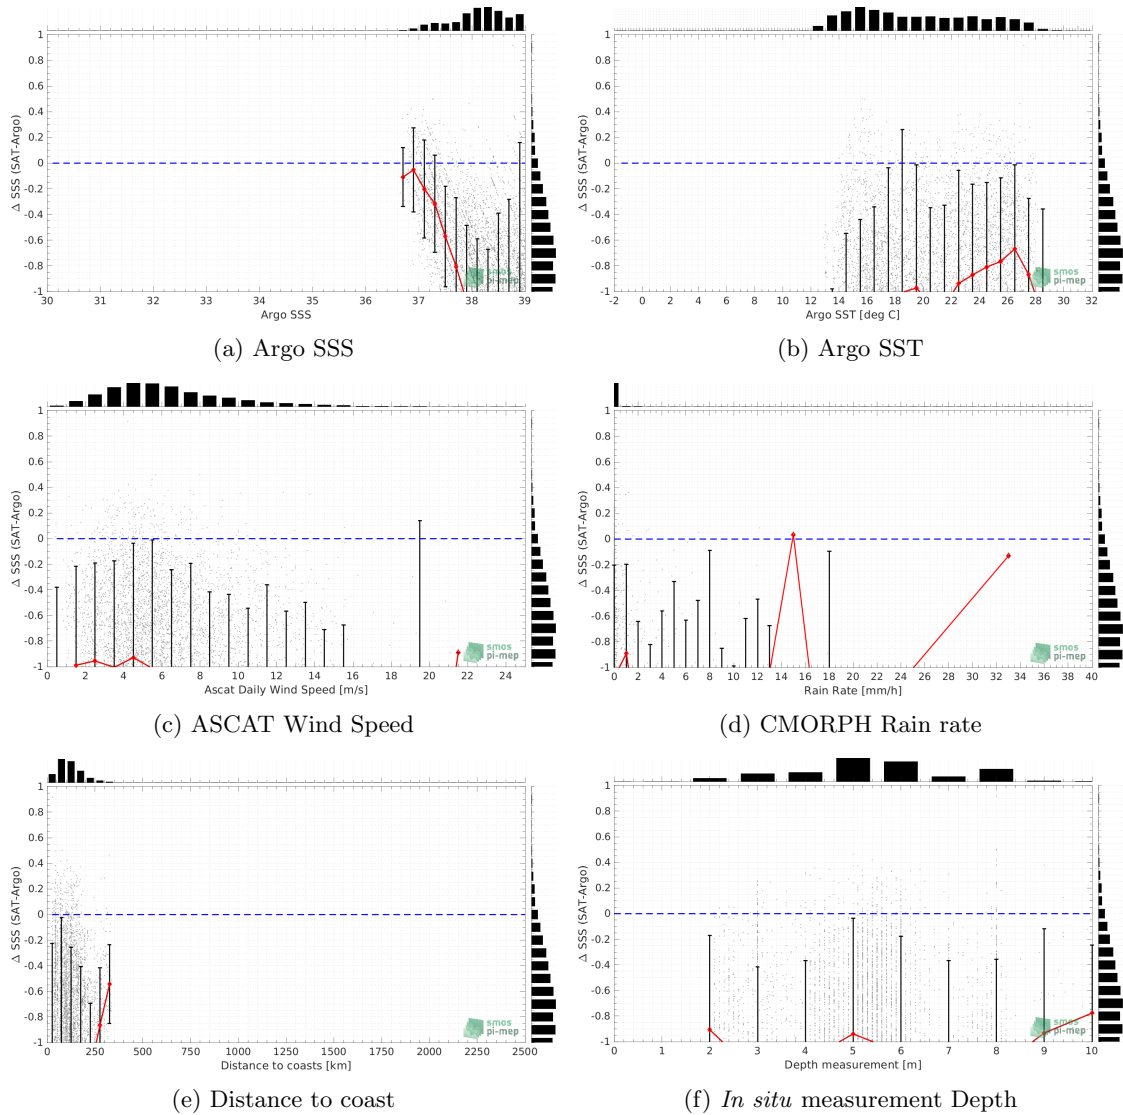 1
0.8
0.6
0.4
0.2
0
-0.2
-0.4
-0.6
-0.8
-1
Δ SSS (SAT-Argo)
30 31 32 33 34 35 36 37 38 39
Argo SSS
smos
pi-mep
(a) Argo SSS
1
0.8
0.6
0.4
0.2
0
-0.2
-0.4
-0.6
-0.8
-1
Δ SSS (SAT-Argo)
-2 0 2 4 6 8 10 12 14 16 18 20 22 24 26 28 30 32
Argo SST [deg C]
smos
pi-mep
(b) Argo SST
1
0.8
0.6
0.4
0.2
0
-0.2
-0.4
-0.6
-0.8
-1
Δ SSS (SAT-Argo)
0 2 4 6 8 10 12 14 16 18 20 22 24
Ascat Daily Wind Speed [m/s]
smos
pi-mep
(c) ASCAT Wind Speed
1
0.8
0.6
0.4
0.2
0
-0.2
-0.4
-0.6
-0.8
-1
Δ SSS (SAT-Argo)
0 2 4 6 8 10 12 14 16 18 20 22 24 26 28 30 32 34 36 38 40
Rain Rate [mm/h]
smos
pi-mep
(d) CMORPH Rain rate
1
0.8
0.6
0.4
0.2
0
-0.2
-0.4
-0.6
-0.8
-1
Δ SSS (SAT-Argo)
0 250 500 750 1000 1250 1500 1750 2000 2250 2500
Distance to coasts [km]
smos
pi-mep
(e) Distance to coast
1
0.8
0.6
0.4
0.2
0
-0.2
-0.4
-0.6
-0.8
-1
Δ SSS (SAT-Argo)
0 1 2 3 4 5 6 7 8 9 10
Depth measurement [m]
smos
pi-mep
(f) In situ measurement Depth